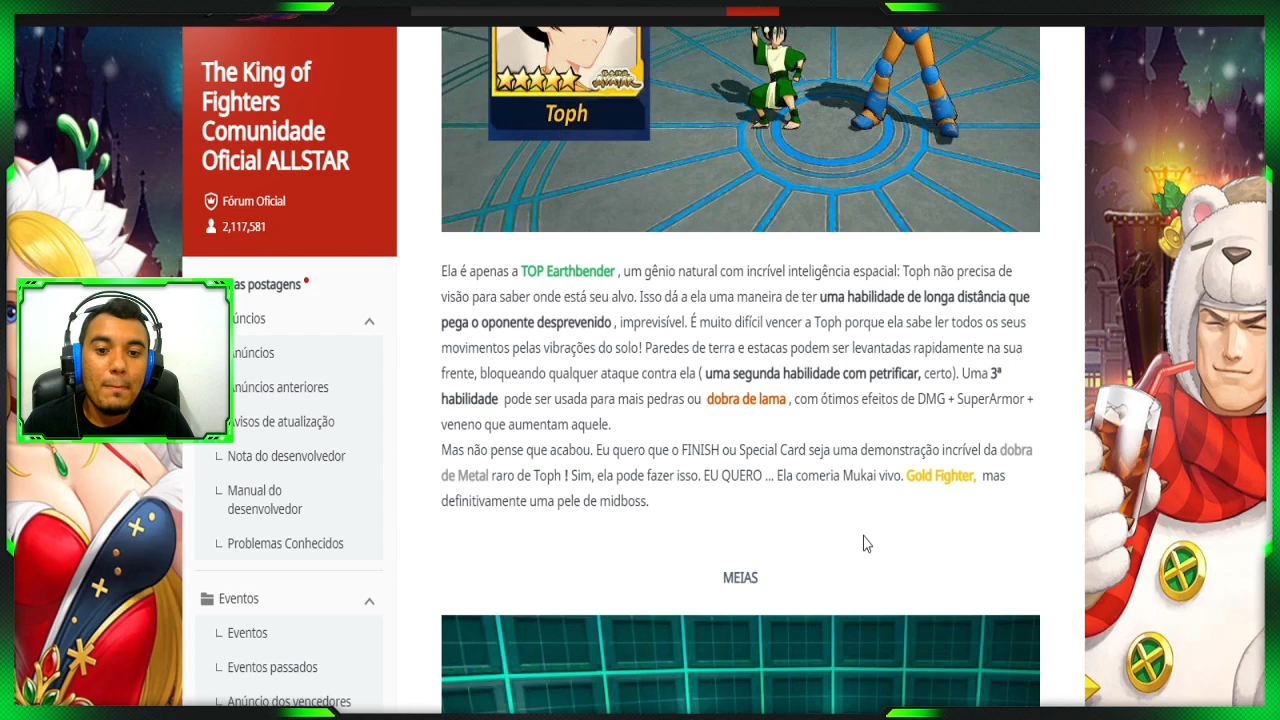 The King of
Fighters
Comunidade
Oficial ALLSTAR
Fórum Oficial
2,117,581
as postagens
úncios
núncios
Anúncios anteriores
visos de atualização
Nota do desenvolvedor
Manual do
desenvolvedor
Problemas Conhecidos
Eventos
Eventos
Eventos passados
Anúncio dos vencedores
Toph
Ela é apenas a TOP Earthbender , um gênio natural com incrível inteligência espacial: Toph não precisa de
visão para saber onde está seu alvo. Isso dá a ela uma maneira de ter uma habilidade de longa distância que
pega o oponente desprevenido , imprevisível. É muito difícil vencer a Toph porque ela sabe ler todos os seus
movimentos pelas vibrações do solo! Paredes de terra e estacas podem ser levantadas rapidamente na sua
frente, bloqueando qualquer ataque contra ela ( uma segunda habilidade com petrificar, certo). Uma 3ª
habilidade pode ser usada para mais pedras ou dobra de lama , com ótimos efeitos de DMG + SuperArmor +
veneno que aumentam aquele.
Mas não pense que acabou. Eu quero que o FINISH ou Special Card seja uma demonstração incrível da dobra
de Metal raro de Toph ! Sim, ela pode fazer isso. EU QUERO ... Ela comeria Mukai vivo. Gold Fighter, mas
definitivamente uma pele de midboss.
MEIAS